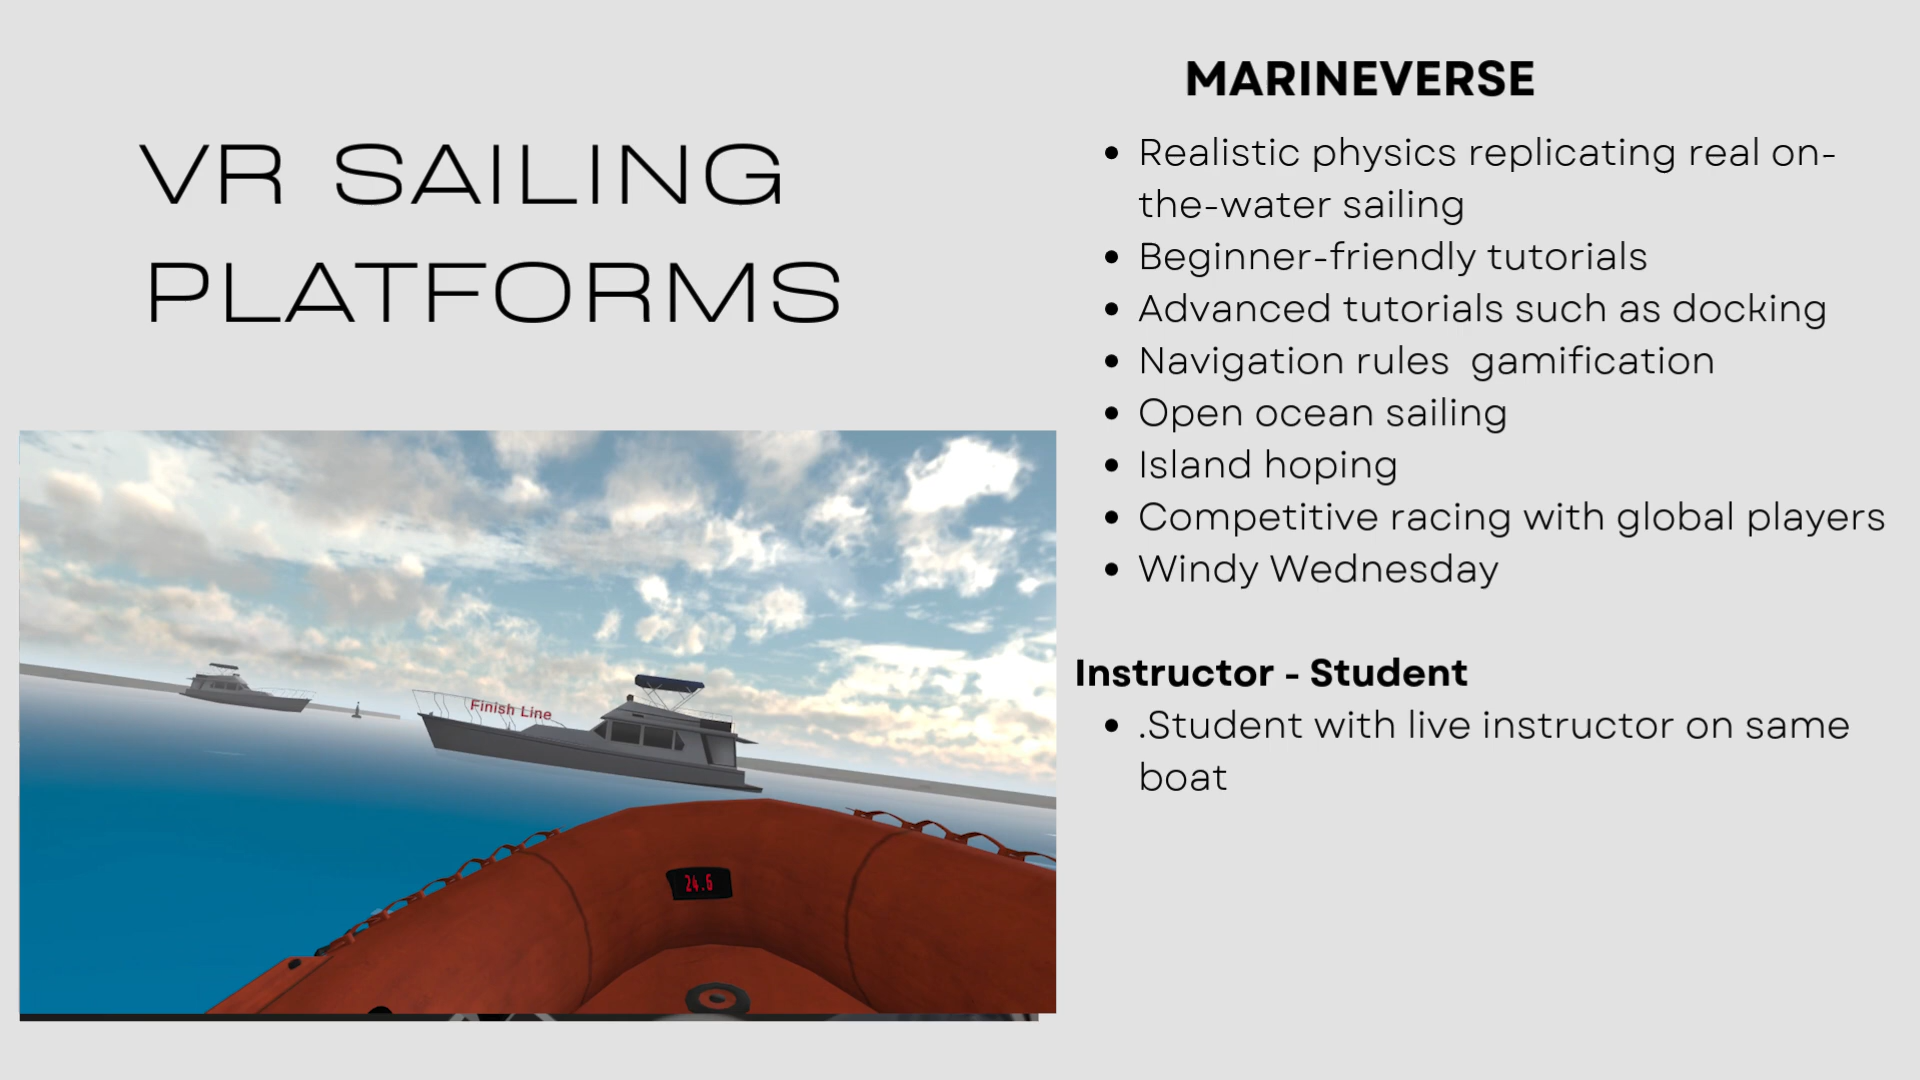 VR SAILING
PLATFORMS
MARINEVERSE
• Realistic physics replicating real on-
the-water sailing
• Beginner-friendly tutorials
• Advanced tutorials such as docking
• Navigation rules  gamification
• Open ocean sailing
• Island hoping
• Competitive racing with global players
• Windy Wednesday
Instructor - Student
• .Student with live instructor on same
boat
Finish Line
24.6